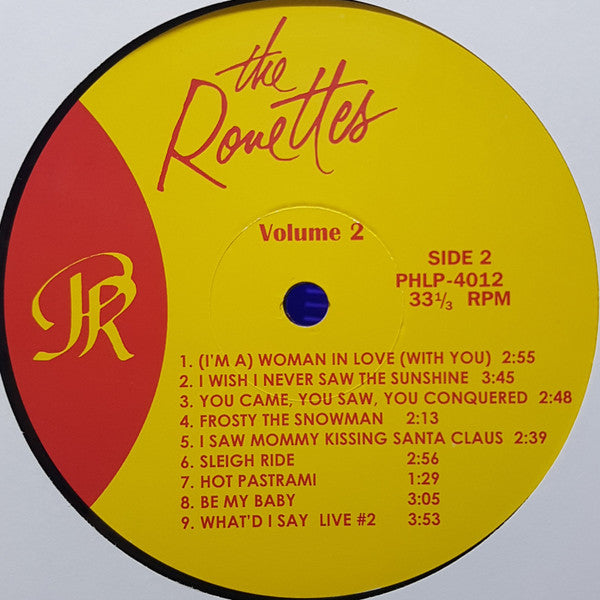 the
Ronettes
Volume 2
SIDE 2
PHLP-4012
33⅓ RPM
PR
1. (I'M A) WOMAN IN LOVE (WITH YOU) 2:55
2. I WISH I NEVER SAW THE SUNSHINE 3:45
3. YOU CAME, YOU SAW, YOU CONQUERED 2:48
4. FROSTY THE SNOWMAN 2:13
5. I SAW MOMMY KISSING SANTA CLAUS 2:39
6. SLEIGH RIDE 2:56
7. HOT PASTRAMI 1:29
8. BE MY BABY 3:05
9. WHAT'D I SAY LIVE #2 3:53